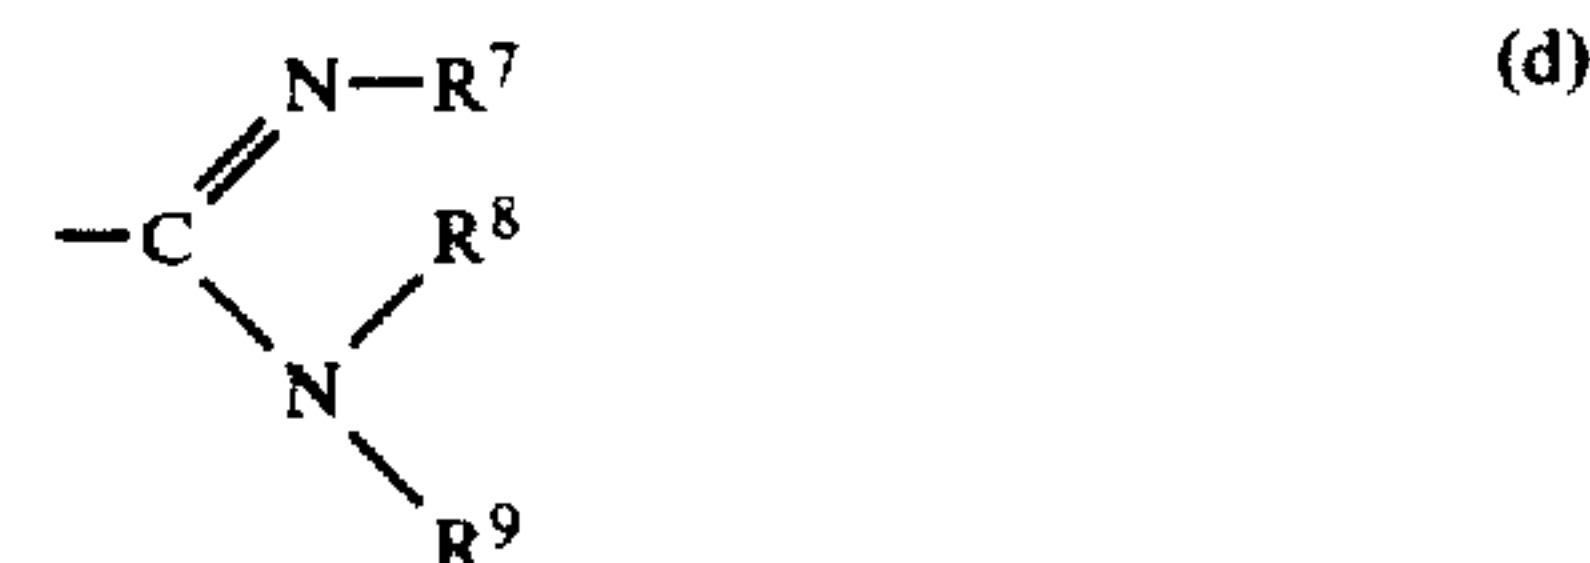 N—R⁷ (d)
—C R⁸
N
R⁹